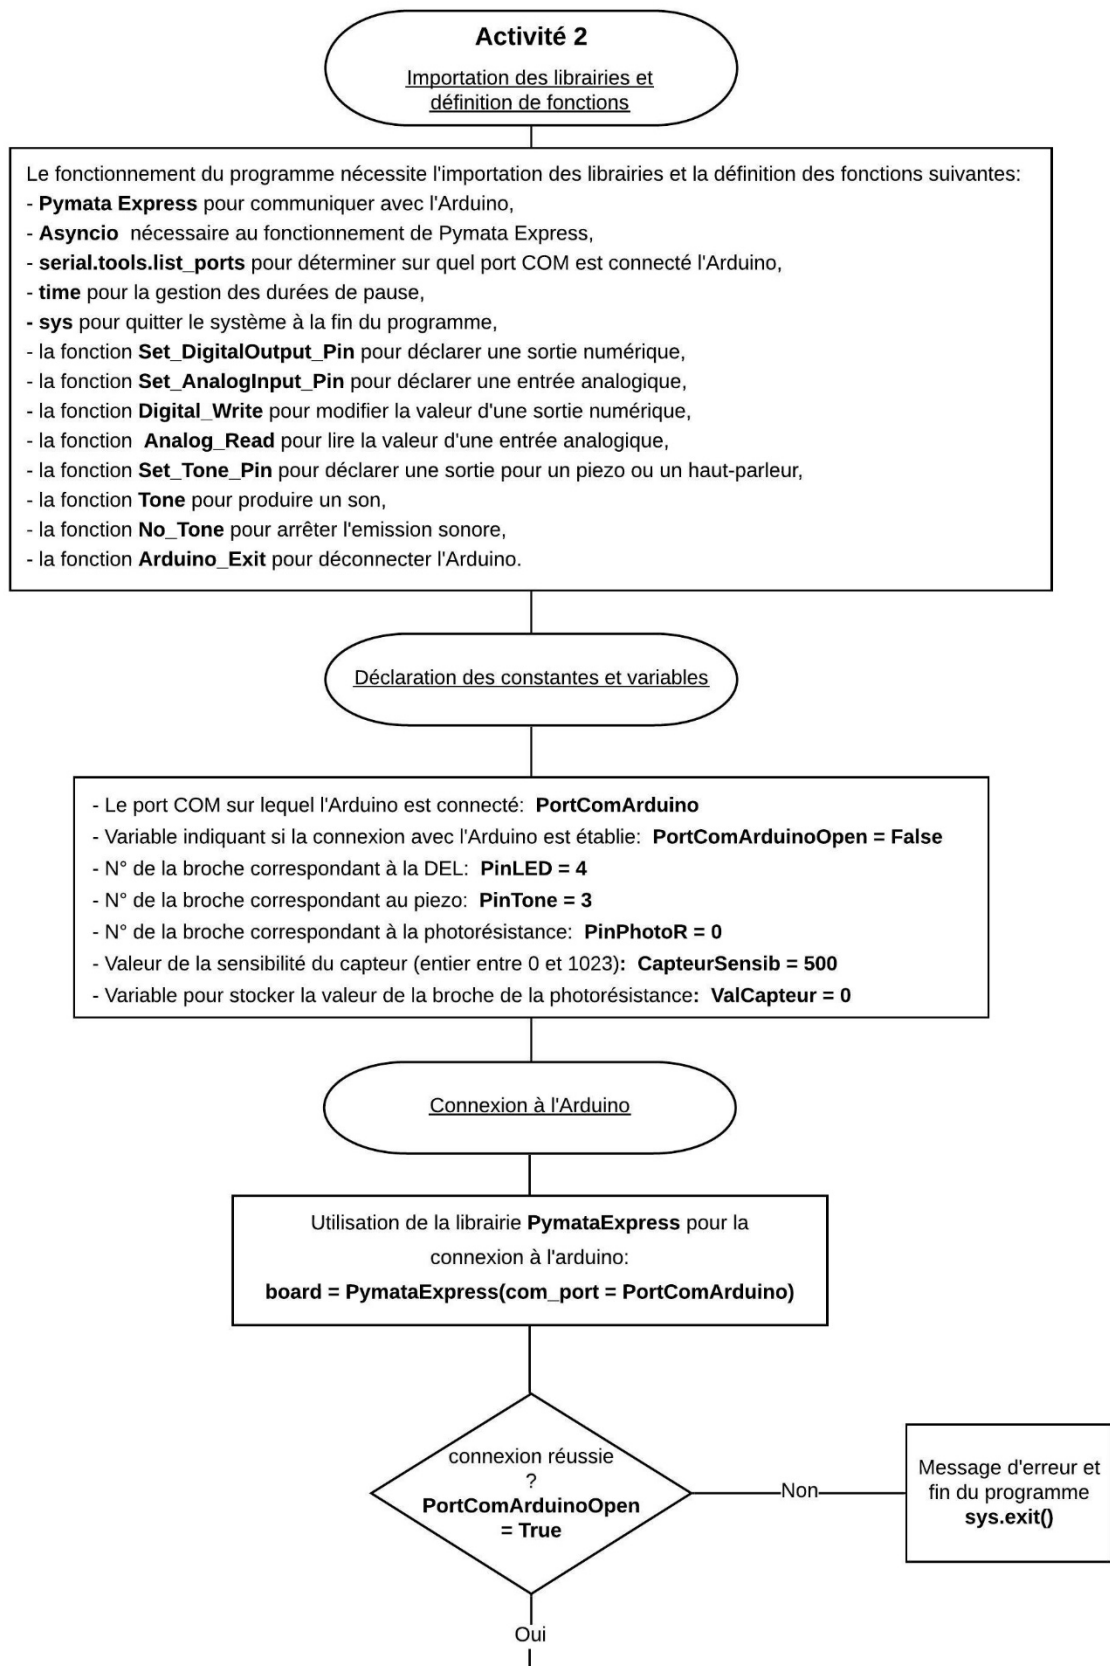 Activité 2
Importation des librairies et
définition de fonctions
Le fonctionnement du programme nécessite l'importation des librairies et la définition des fonctions suivantes:
- Pymata Express pour communiquer avec l'Arduino,
- Asyncio nécessaire au fonctionnement de Pymata Express,
- serial.tools.list_ports pour déterminer sur quel port COM est connecté l'Arduino,
- time pour la gestion des durées de pause,
- sys pour quitter le système à la fin du programme,
- la fonction Set_DigitalOutput_Pin pour déclarer une sortie numérique,
- la fonction Set_AnalogInput_Pin pour déclarer une entrée analogique,
- la fonction Digital_Write pour modifier la valeur d'une sortie numérique,
- la fonction Analog_Read pour lire la valeur d'une entrée analogique,
- la fonction Set_Tone_Pin pour déclarer une sortie pour un piezo ou un haut-parleur,
- la fonction Tone pour produire un son,
- la fonction No_Tone pour arrêter l'emission sonore,
- la fonction Arduino_Exit pour déconnecter l'Arduino.
Déclaration des constantes et variables
- Le port COM sur lequel l'Arduino est connecté: PortComArduino
- Variable indiquant si la connexion avec l'Arduino est établie: PortComArduinoOpen = False
- N° de la broche correspondant à la DEL: PinLED = 4
- N° de la broche correspondant au piezo: PinTone = 3
- N° de la broche correspondant à la photorésistance: PinPhotoR = 0
- Valeur de la sensibilité du capteur (entier entre 0 et 1023): CapteurSensib = 500
- Variable pour stocker la valeur de la broche de la photorésistance: ValCapteur = 0
Connexion à l'Arduino
Utilisation de la librairie PymataExpress pour la
connexion à l'arduino:
board = PymataExpress(com_port = PortComArduino)
connexion réussie
?
PortComArduinoOpen
= True
Non
Message d'erreur et
fin du programme
sys.exit()
Oui